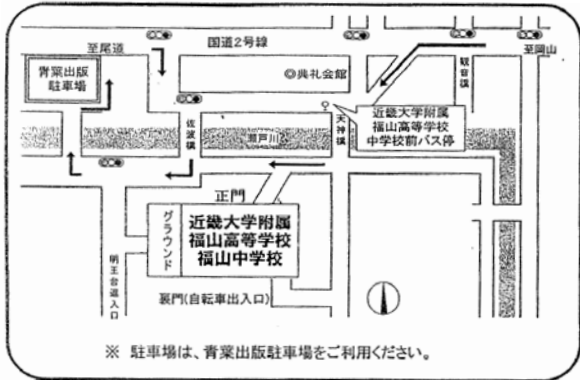 国道2号線
至尾道
至岡山
青葉出版
駐車場
◎典礼会館
観音溪
近畿大学附属
福山高等学校
中学校前バス停
天神溪
佐波溪
瀬戸川
正門
グラウンド
近畿大学附属
福山高等学校
福山中学校
明王台道入口
裏門(自転車出入口)
※ 駐車場は、青葉出版駐車場をご利用ください。